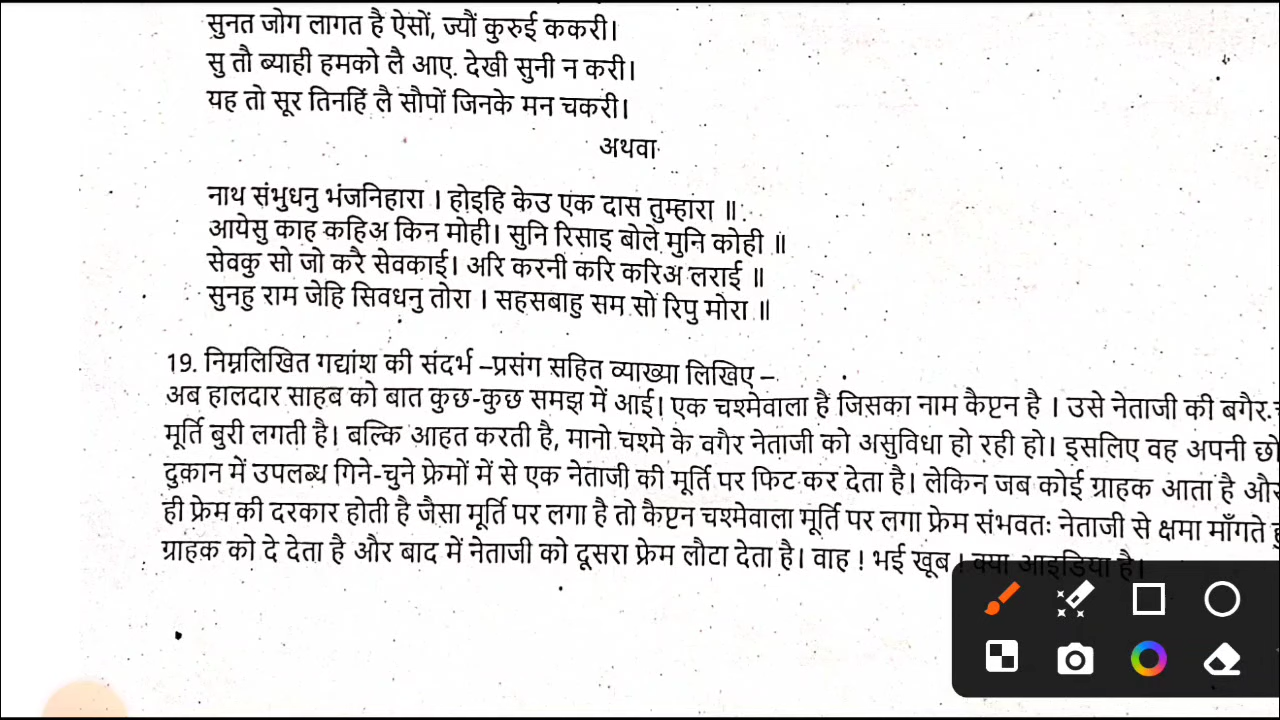 सुनत जोग लागत है ऐसों, ज्यौं कुरुई ककरी।
सु तौ ब्याही हमको लै आए. देखी सुनी न करी।
यह तो सूर तिनहिं लै सौपों जिनके मन चकरी।
अथवा
नाथ संभुधनु भंजनिहारा । होइहि केउ एक दास तुम्हारा ॥
आयेसु काह कहिअ किन मोही। सुनि रिसाइ बोले मुनि कोही ॥
सेवकु सो जो करै सेवकाई। अरि करनी करि करिअ लराई ॥
सुनहु राम जेहि सिवधनु तोरा । सहसबाहु सम सो रिपु मोरा ॥
19. निम्नलिखित गद्यांश की संदर्भ –प्रसंग सहित व्याख्या लिखिए –
अब हालदार साहब को बात कुछ-कुछ समझ में आई। एक चश्मेवाला है जिसका नाम कैप्टन है । उसे नेताजी की बगैर
मूर्ति बुरी लगती है। बल्कि आहत करती है, मानो चश्मे के वगैर नेताजी को असुविधा हो रही हो। इसलिए वह अपनी
दुकान में उपलब्ध गिने-चुने फ्रेमों में से एक नेताजी की मूर्ति पर फिट कर देता है। लेकिन जब कोई ग्राहक आता है और
ही फ्रेम की दरकार होती है जैसा मूर्ति पर लगा है तो कैप्टन चश्मेवाला मूर्ति पर लगा फ्रेम संभवतः नेताजी से क्षमा माँगते
ग्राहक को दे देता है और बाद में नेताजी को दूसरा फ्रेम लौटा देता है। वाह ! भई खूब ! क्या आइडिया है।